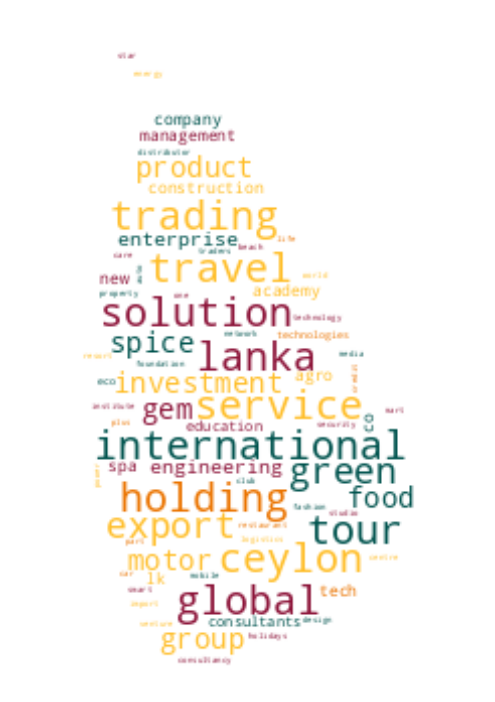 star
energy
company
management
distributor
product
construction
trading
enterprise life
traders beach
care
travel world
new
property one academy
solution technology
network technologies
spice lanka media
resort foundation
eco investment agro
institute gem service mart
plus education security co
international
spa engineering green
power club
holding food
fashion studio
export restaurant tour
part logistics
motor ceylon centre
car lk mobile
smart tech
import global
venture consultants design
group holidays
consultancy